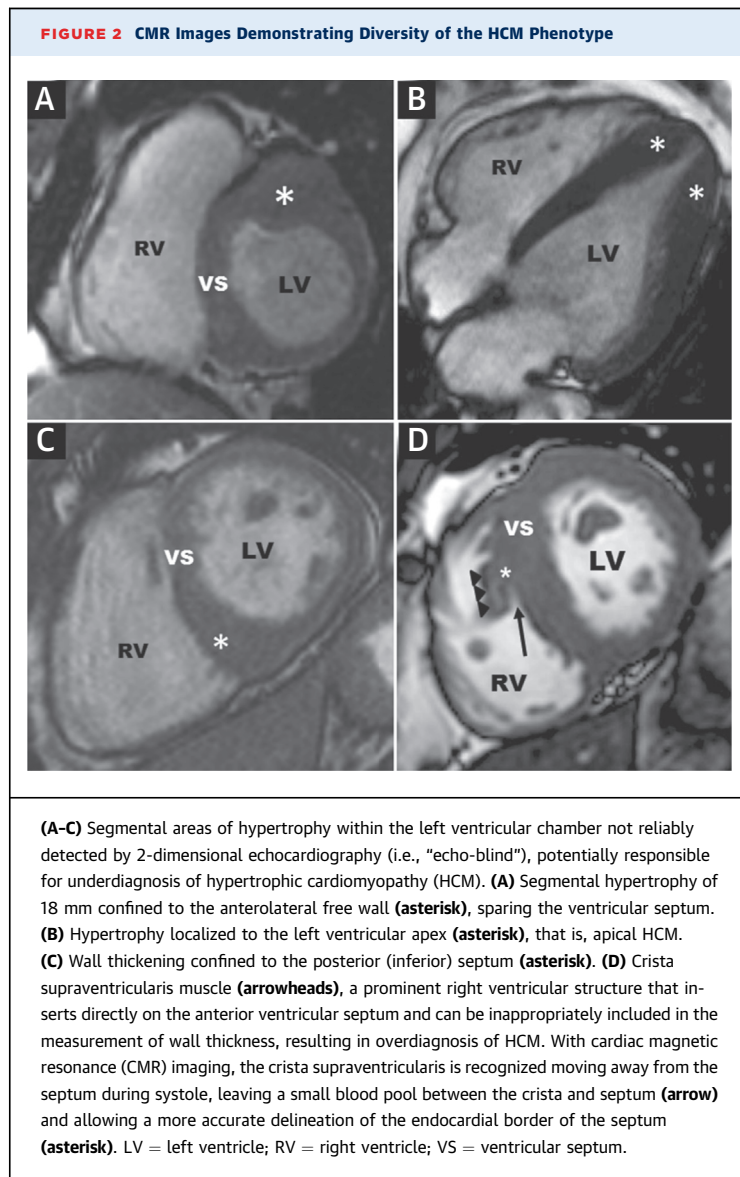 FIGURE 2 CMR Images Demonstrating Diversity of the HCM Phenotype
A
B
RV
*
VS
LV
RV
*
*
LV
C
D
VS
LV
RV
*
VS
*
LV
RV
(A–C) Segmental areas of hypertrophy within the left ventricular chamber not reliably
detected by 2-dimensional echocardiography (i.e., “echo-blind”), potentially responsible
for underdiagnosis of hypertrophic cardiomyopathy (HCM). (A) Segmental hypertrophy of
18 mm confined to the anterolateral free wall (asterisk), sparing the ventricular septum.
(B) Hypertrophy localized to the left ventricular apex (asterisk), that is, apical HCM.
(C) Wall thickening confined to the posterior (inferior) septum (asterisk). (D) Crista
supraventricularis muscle (arrowheads), a prominent right ventricular structure that in-
serts directly on the anterior ventricular septum and can be inappropriately included in the
measurement of wall thickness, resulting in overdiagnosis of HCM. With cardiac magnetic
resonance (CMR) imaging, the crista supraventricularis is recognized moving away from the
septum during systole, leaving a small blood pool between the crista and septum (arrow)
and allowing a more accurate delineation of the endocardial border of the septum
(asterisk). LV = left ventricle; RV = right ventricle; VS = ventricular septum.